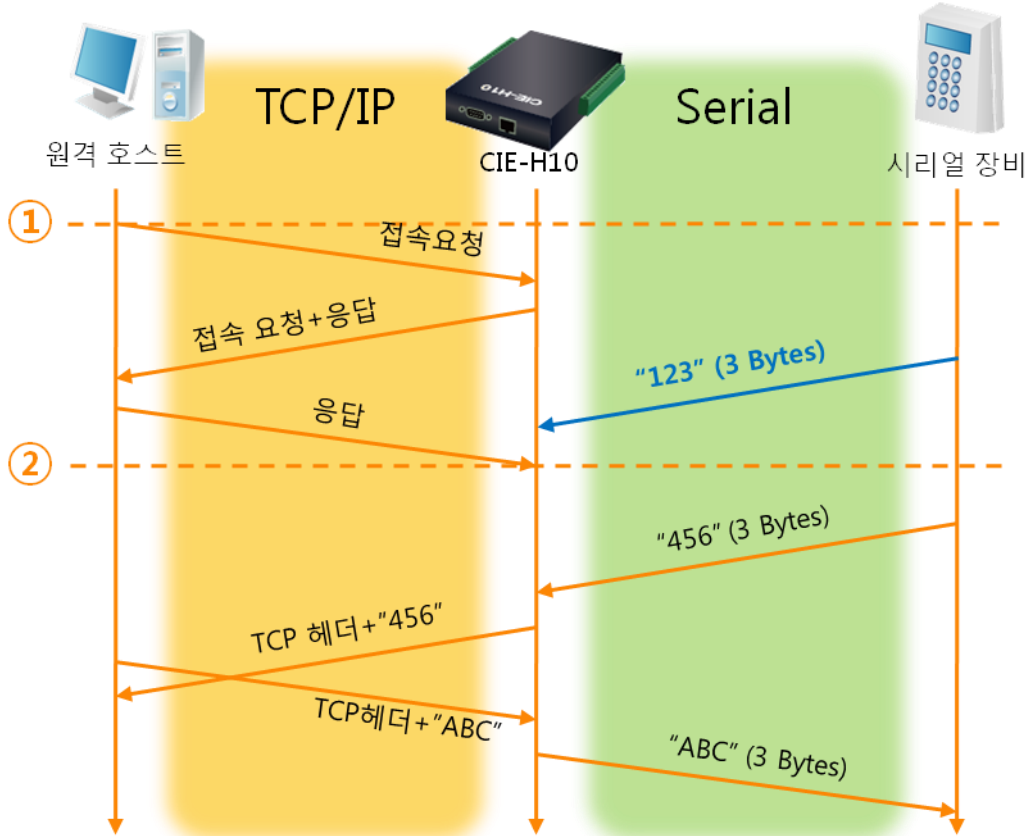 TCP/IP
Serial
CIE-H10
원격 호스트
CIE-H10
시리얼 장비
①
접속요청
접속 요청+응답
“123” (3 Bytes)
응답
②
“456” (3 Bytes)
TCP 헤더+“456”
TCP헤더+“ABC”
“ABC” (3 Bytes)